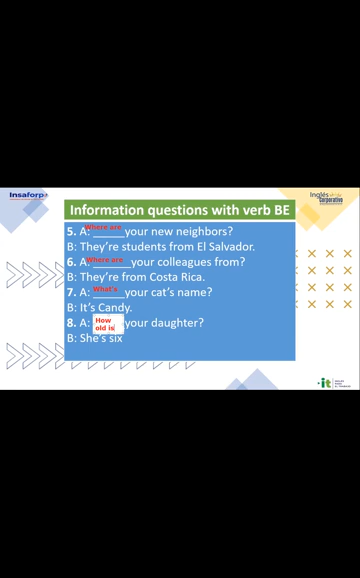 Insaforp
Inglés
Corporativo
Information questions with verb BE
5. A: Where are your new neighbors?
B: They're students from El Salvador.
6. A: Where are your colleagues from?
B: They're from Costa Rica.
7. A: What's your cat's name?
B: It's Candy.
8. A: How old is your daughter?
B: She's six
it